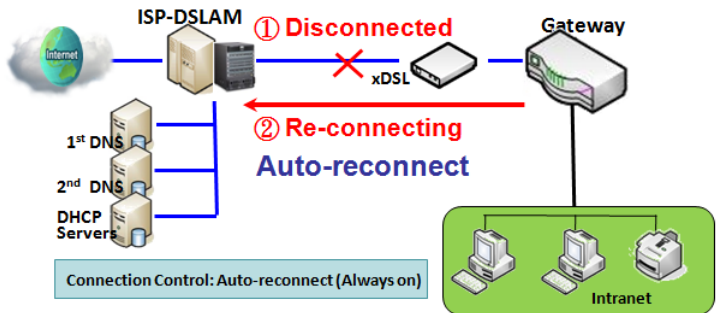 ISP-DSLAM
① Disconnected
Gateway
Internet
xDSL
② Re-connecting
1st DNS
Auto-reconnect
2nd DNS
DHCP
Servers
Connection Control: Auto-reconnect (Always on)
Intranet